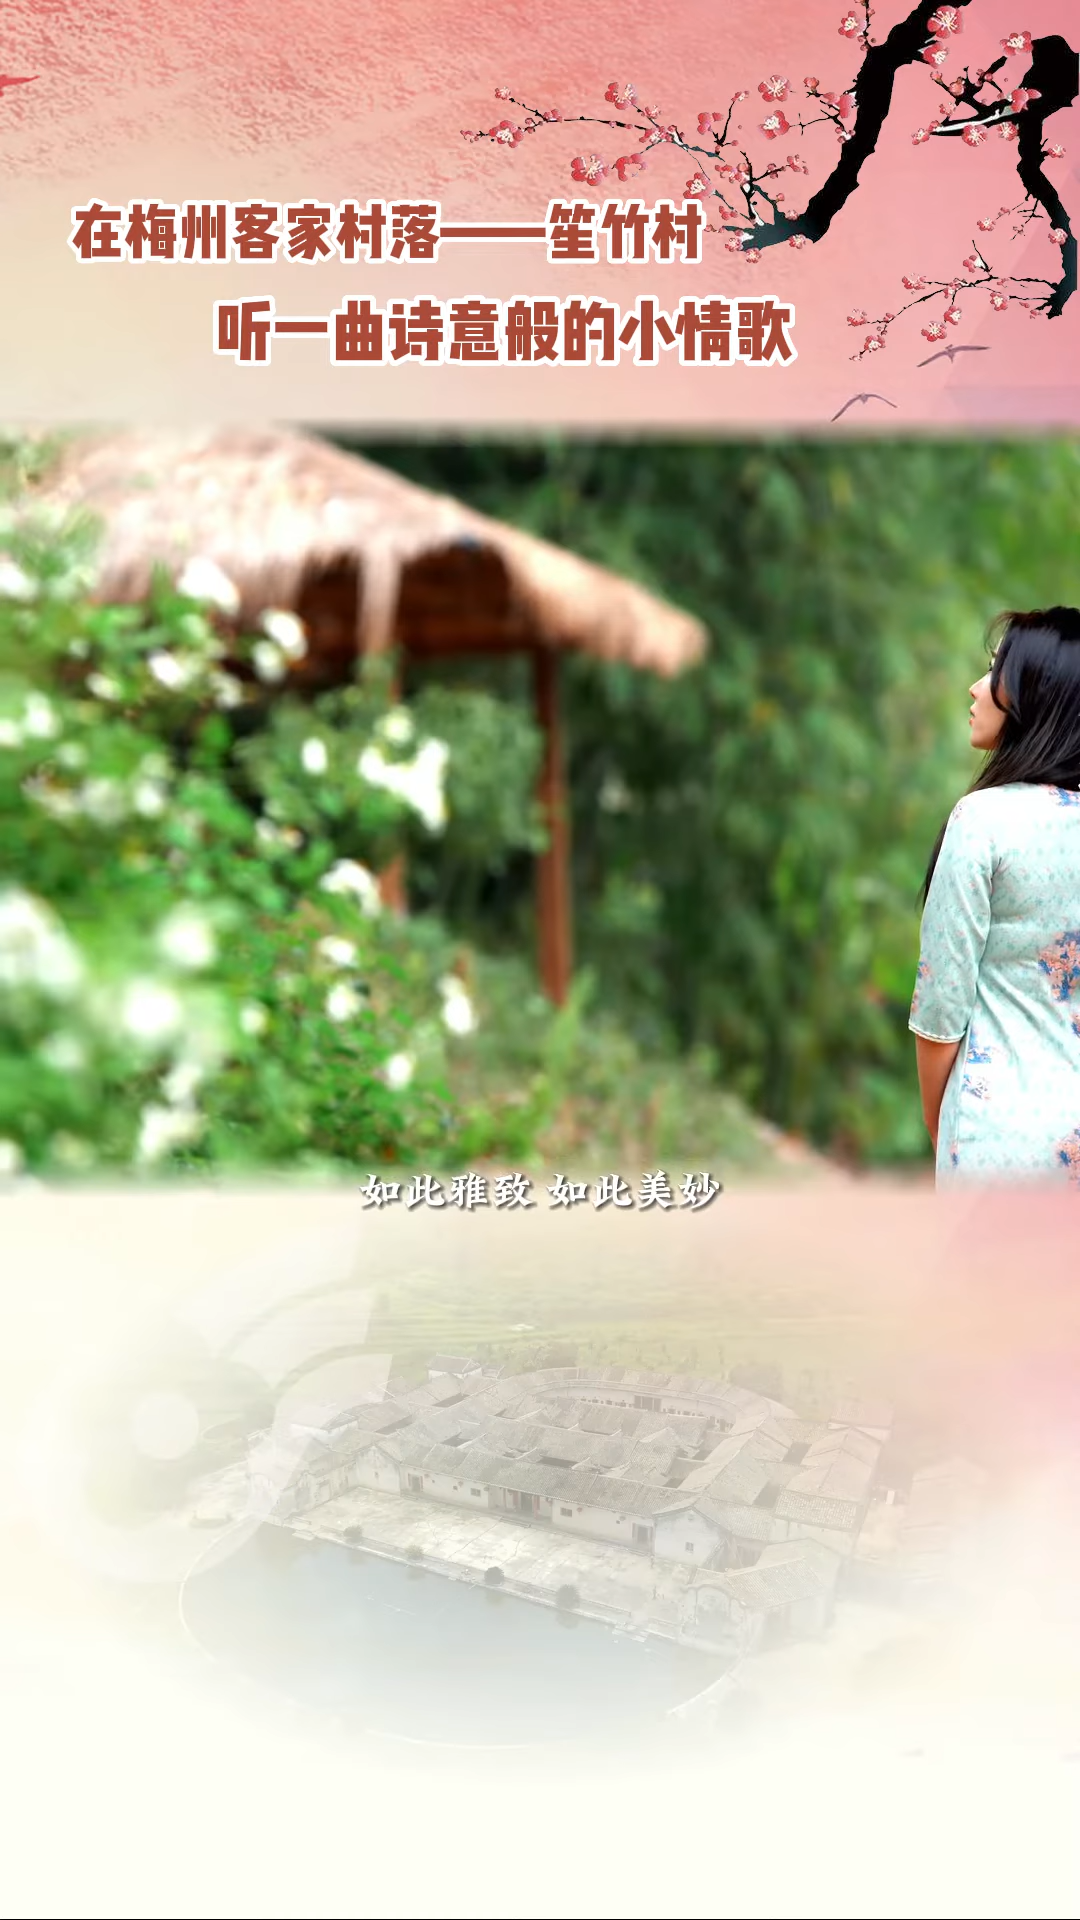 在梅州客家村落——笙竹村
听一曲诗意般的小情歌
如此雅致 如此美妙